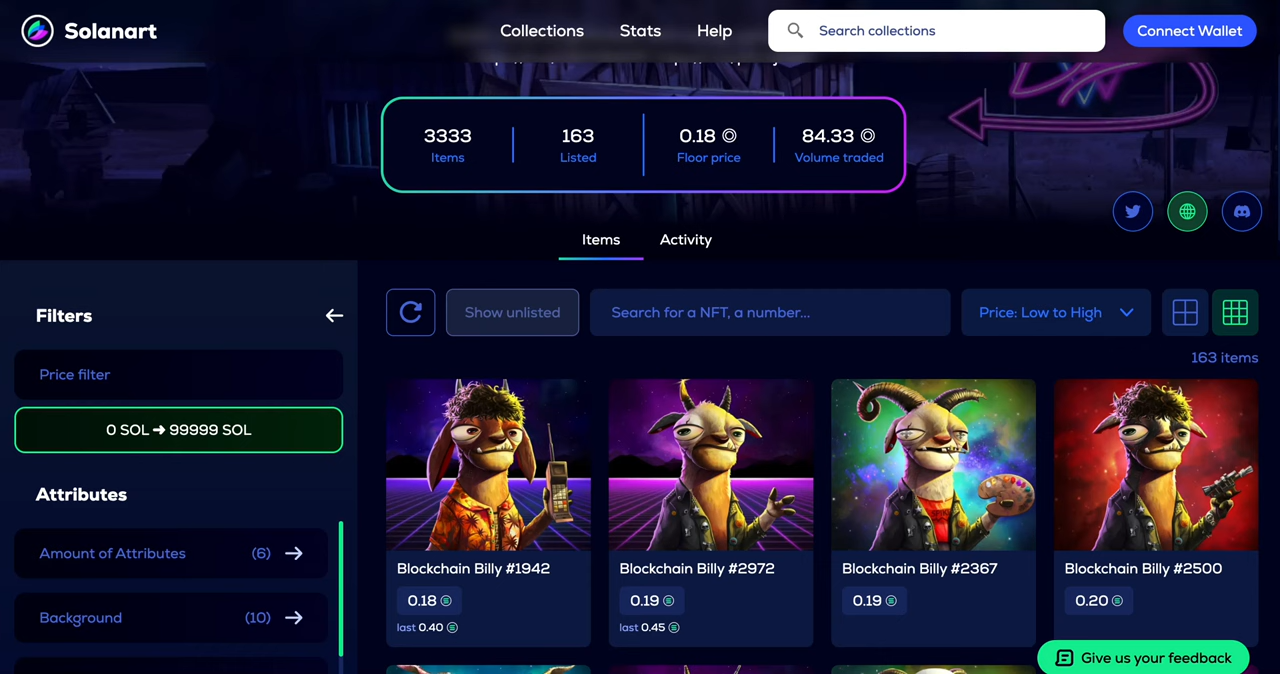 Solanart
Collections
Stats
Help
Search collections
Connect Wallet
3333
Items
163
Listed
0.18
Floor price
84.33
Volume traded
Items
Activity
Filters
Price filter
0 SOL → 99999 SOL
Attributes
Amount of Attributes (6)
Background (10)
Show unlisted
Search for a NFT, a number...
Price: Low to High
163 items
Blockchain Billy #1942
0.18
last 0.40
Blockchain Billy #2972
0.19
last 0.45
Blockchain Billy #2367
0.19
Blockchain Billy #2500
0.20
Give us your feedback